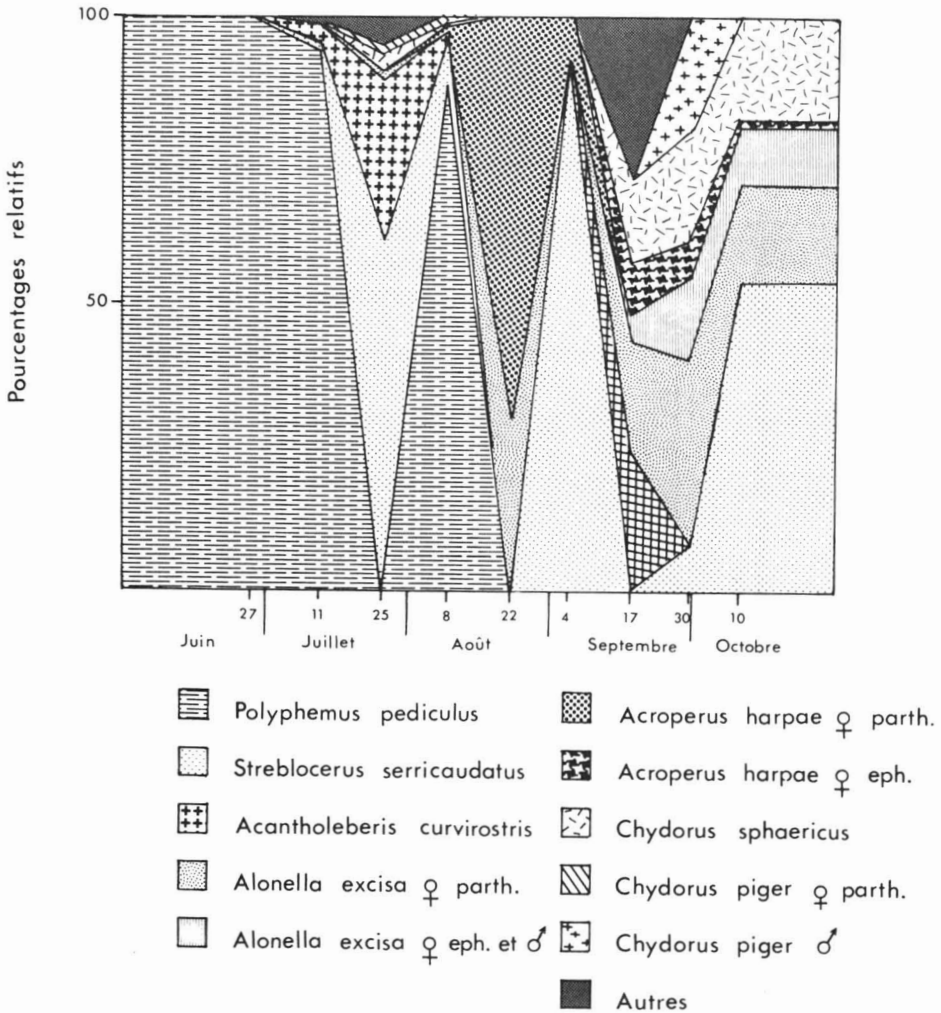 Pourcentages relatifs
100
50
27 11 25 8 22 4 17 30 10
Juin Juillet Août Septembre Octobre
Polyphemus pediculus
Streblocerus serricaudatus
Acantholeberis curvirostris
Alonella excisa ♀ parth.
Alonella excisa ♀ eph. et ♂
Acroperus harpae ♀ parth.
Acroperus harpae ♀ eph.
Chydorus sphaericus
Chydorus piger ♀ parth.
Chydorus piger ♂
Autres